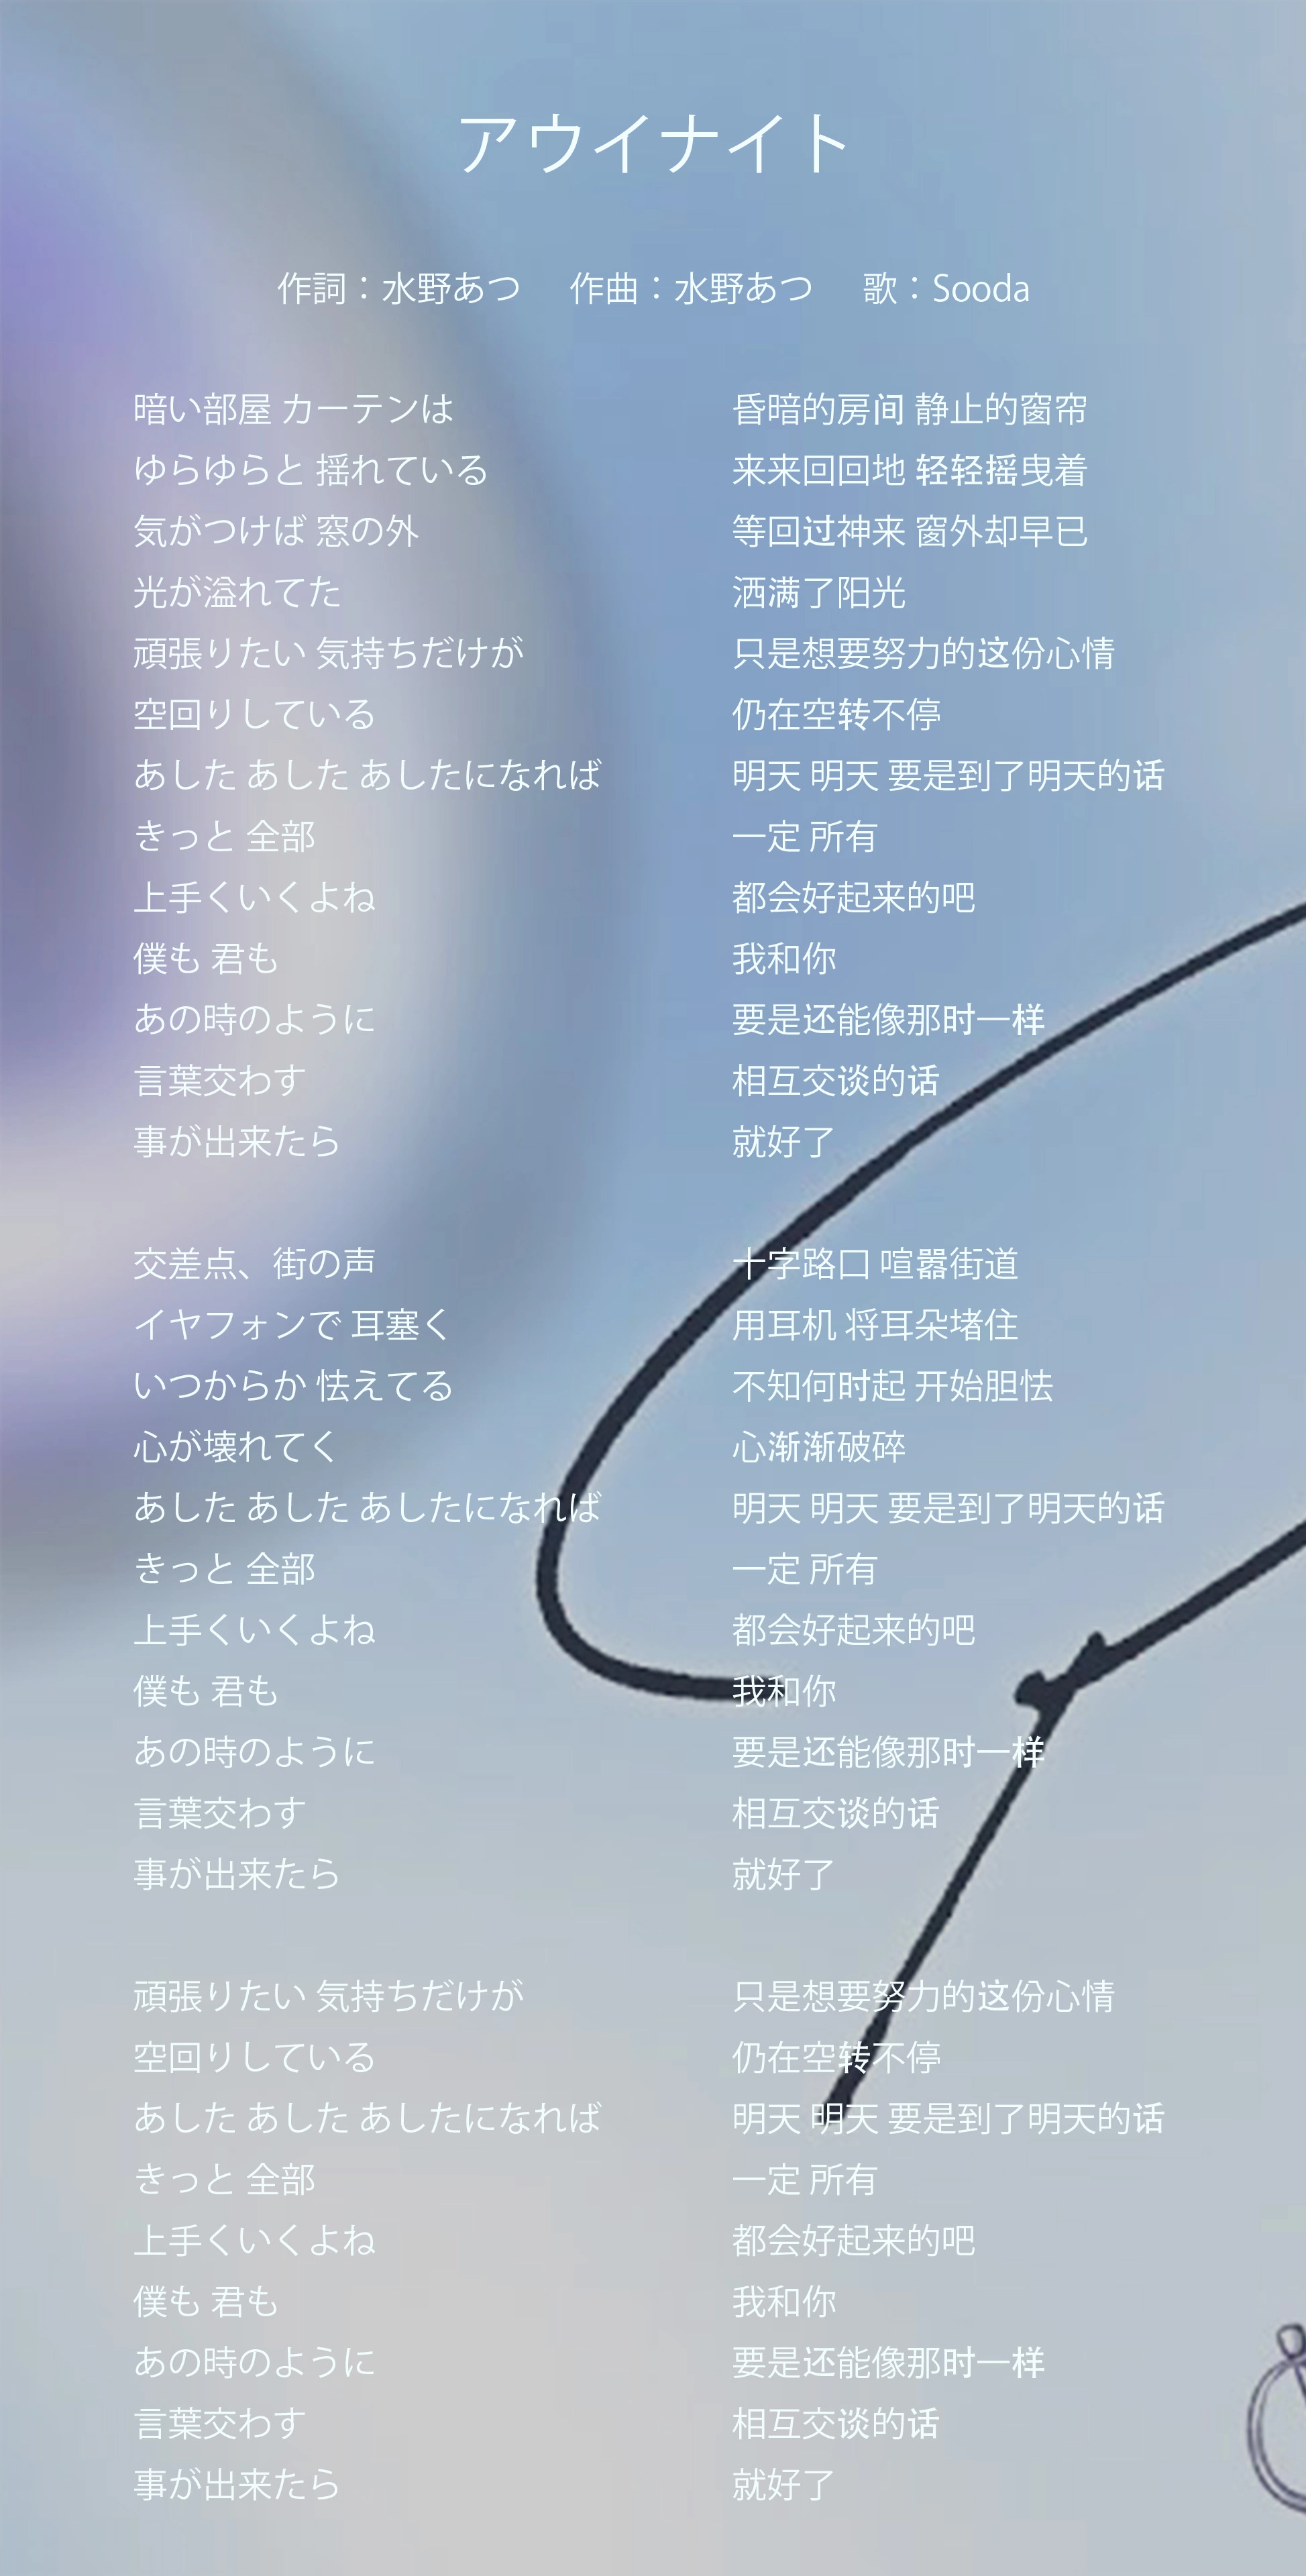 アウイナイト
作詞：水野あつ 作曲：水野あつ 歌：Sooda
暗い部屋 カーテンは
ゆらゆらと 揺れている
気がつけば 窓の外
光が溢れてた
頑張りたい 気持ちだけが
空回りしている
あした あした あしたになれば
きっと 全部
上手くいくよね
僕も 君も
あの時のように
言葉交わす
事が出来たら
交差点、街の声
イヤフォンで 耳塞ぐ
いつからか 怯えてる
心が壊れてく
あした あした あしたになれば
きっと 全部
上手くいくよね
僕も 君も
あの時のように
言葉交わす
事が出来たら
頑張りたい 気持ちだけが
空回りしている
あした あした あしたになれば
きっと 全部
上手くいくよね
僕も 君も
あの時のように
言葉交わす
事が出来たら
昏暗的房间 静止的窗帘
来来回回地 轻轻摇曳着
等回过神来 窗外却早已
洒满了阳光
只是想要努力的这份心情
仍在空转不停
明天 明天 要是到了明天的话
一定 所有
都会好起来的吧
我和你
要是还能像那时一样
相互交谈的话
就好了
十字路口 喧嚣街道
用耳机 将耳朵堵住
不知何时起 开始胆怯
心渐渐破碎
明天 明天 要是到了明天的话
一定 所有
都会好起来的吧
我和你
要是还能像那时一样
相互交谈的话
就好了
只是想要努力的这份心情
仍在空转不停
明天 明天 要是到了明天的话
一定 所有
都会好起来的吧
我和你
要是还能像那时一样
相互交谈的话
就好了